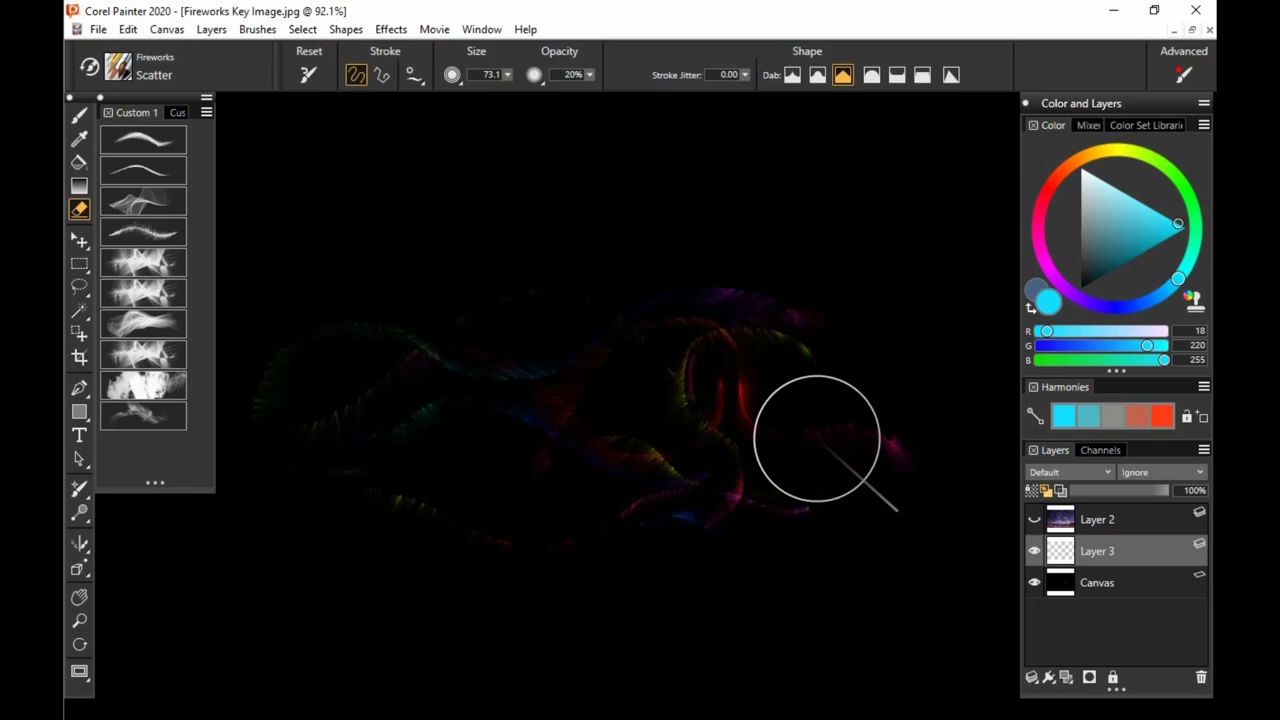 Corel Painter 2020 - [Fireworks Key Image.jpg @ 92.1%]
File Edit Canvas Layers Brushes Select Shapes Effects Movie Window Help
Fireworks
Scatter
Reset
Stroke
Size
73.1
Opacity
20%
Stroke Jitter: 0.00
Shape
Dab:
Advanced
Custom 1 Cus
Color and Layers
Color Mixer Color Set Librari
R 18
G 220
B 255
Harmonies
Layers Channels
Default Ignore
100%
Layer 2
Layer 3
Canvas
T